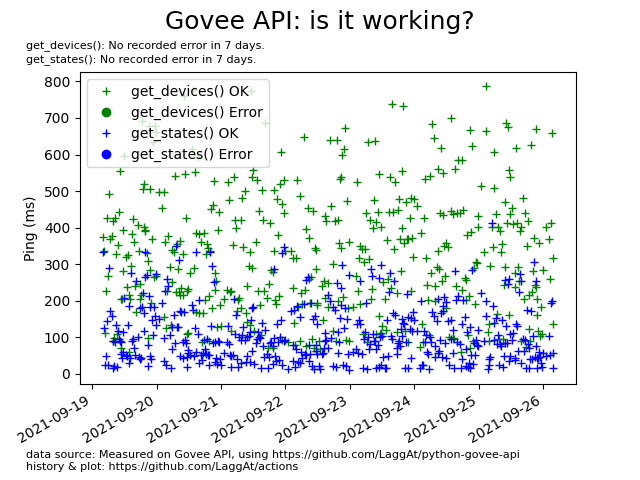 Govee API: is it working?
get_devices(): No recorded error in 7 days.
get_states(): No recorded error in 7 days.
800
700
600
500
400
300
200
100
0
Ping (ms)
get_devices() OK
get_devices() Error
get_states() OK
get_states() Error
2021-09-19
2021-09-20
2021-09-21
2021-09-22
2021-09-23
2021-09-24
2021-09-25
2021-09-26
data source: Measured on Govee API, using https://github.com/LaggAt/python-govee-api
history & plot: https://github.com/LaggAt/actions